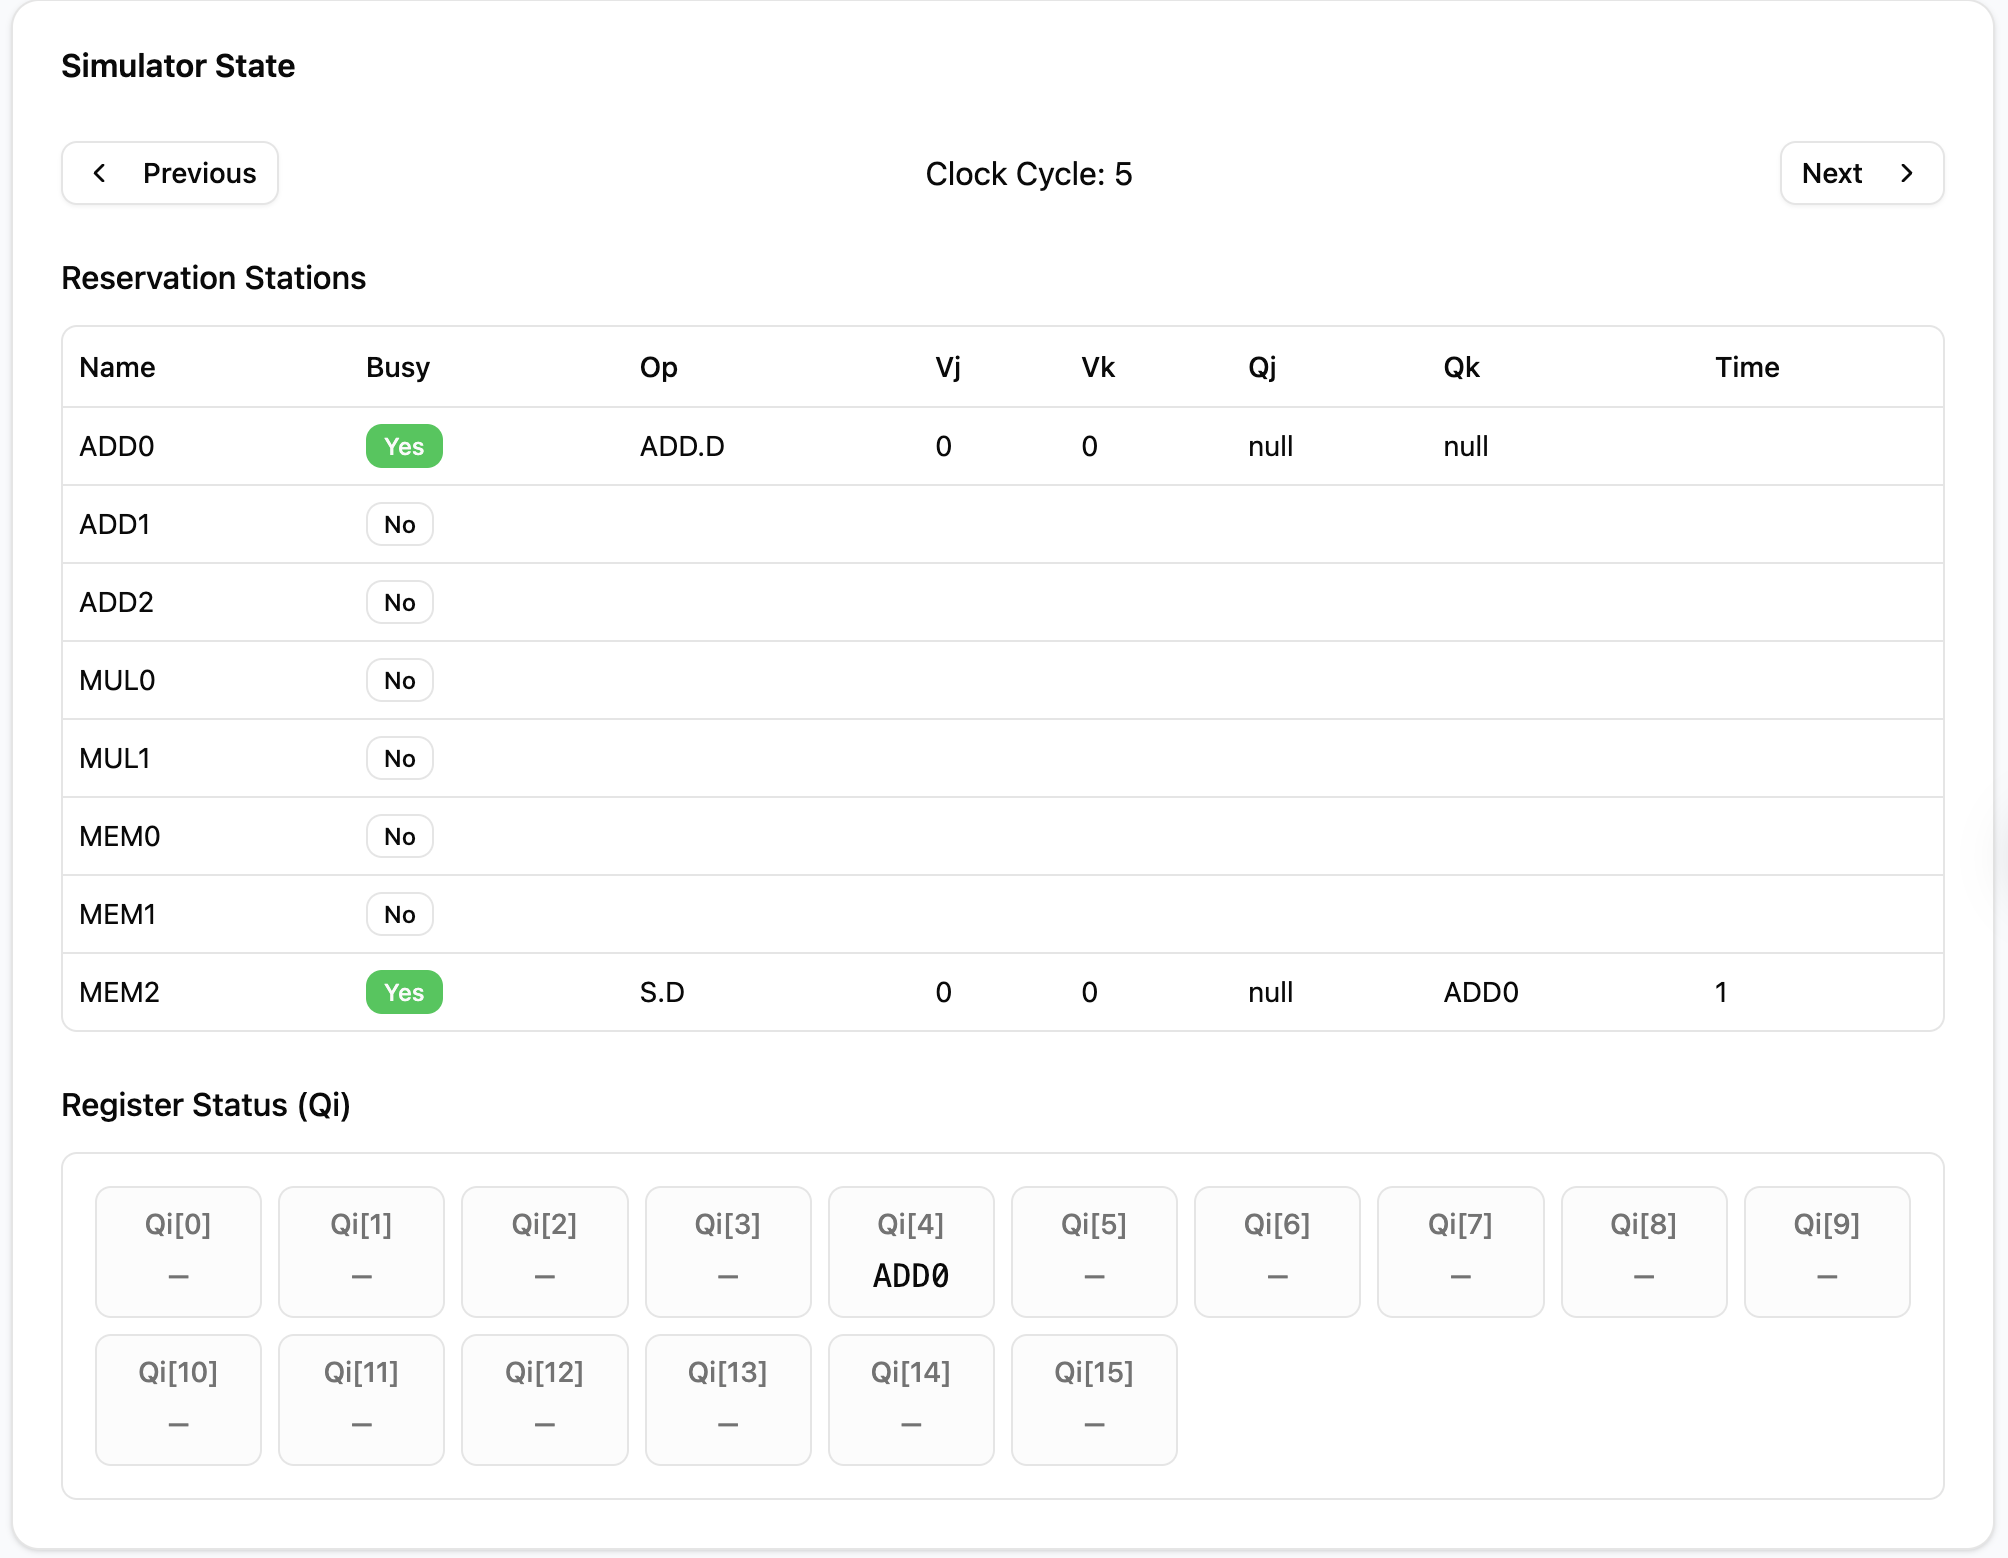 Simulator State
Previous
Clock Cycle: 5
Next
Reservation Stations
Name Busy Op Vj Vk Qj Qk Time
ADD0 Yes ADD.D 0 0 null null
ADD1 No
ADD2 No
MUL0 No
MUL1 No
MEM0 No
MEM1 No
MEM2 Yes S.D 0 0 null ADD0 1
Register Status (Qi)
Qi[0] Qi[1] Qi[2] Qi[3] Qi[4] Qi[5] Qi[6] Qi[7] Qi[8] Qi[9]
– – – – ADD0 – – – – –
Qi[10] Qi[11] Qi[12] Qi[13] Qi[14] Qi[15]
– – – – – –